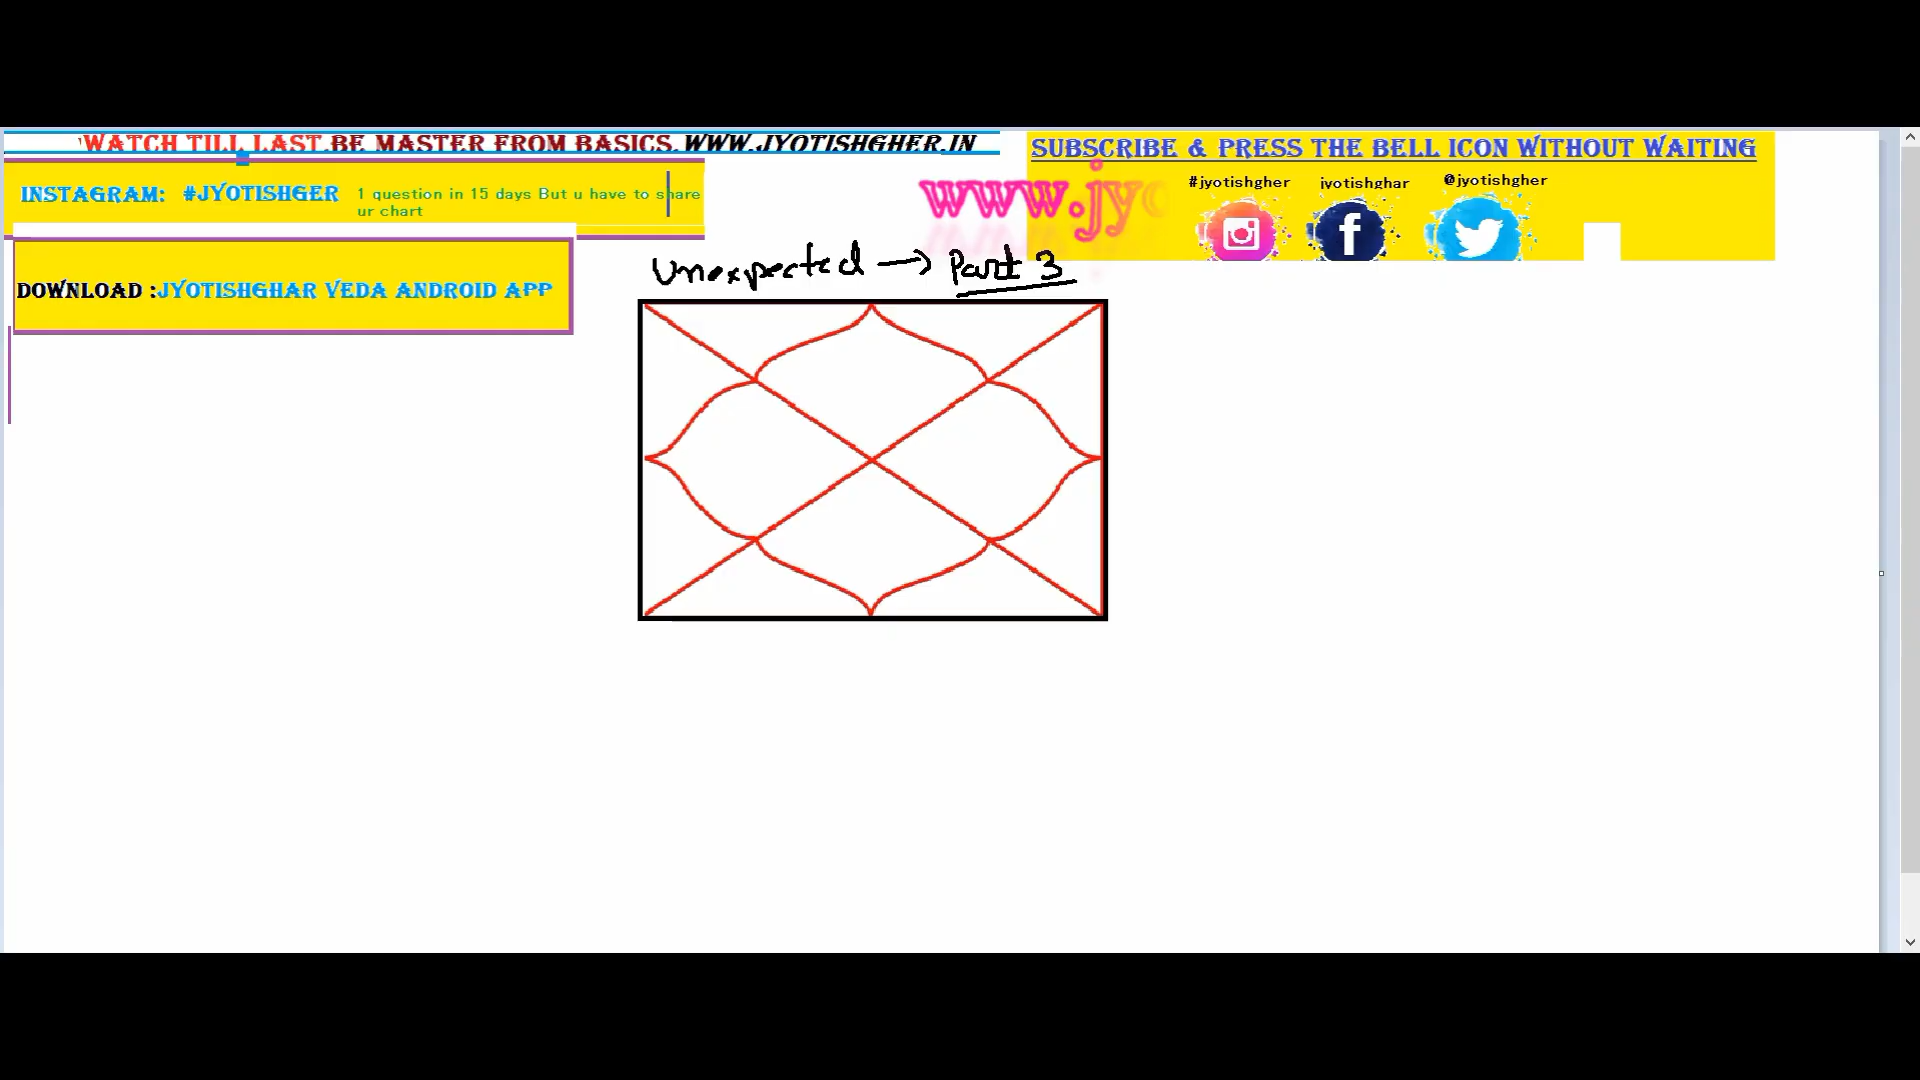 'WATCH TILL LAST.BE MASTER FROM BASICS.WWW.JYOTISHGHER.IN
SUBSCRIBE & PRESS THE BELL ICON WITHOUT WAITING
INSTAGRAM: #JYOTISHGER 1 question in 15 days But u have to share
ur chart
www.jyo
#jyotishgher jyotishghar @jyotishgher
DOWNLOAD :JYOTISHGHAR VEDA ANDROID APP
Unexpected → Part 3